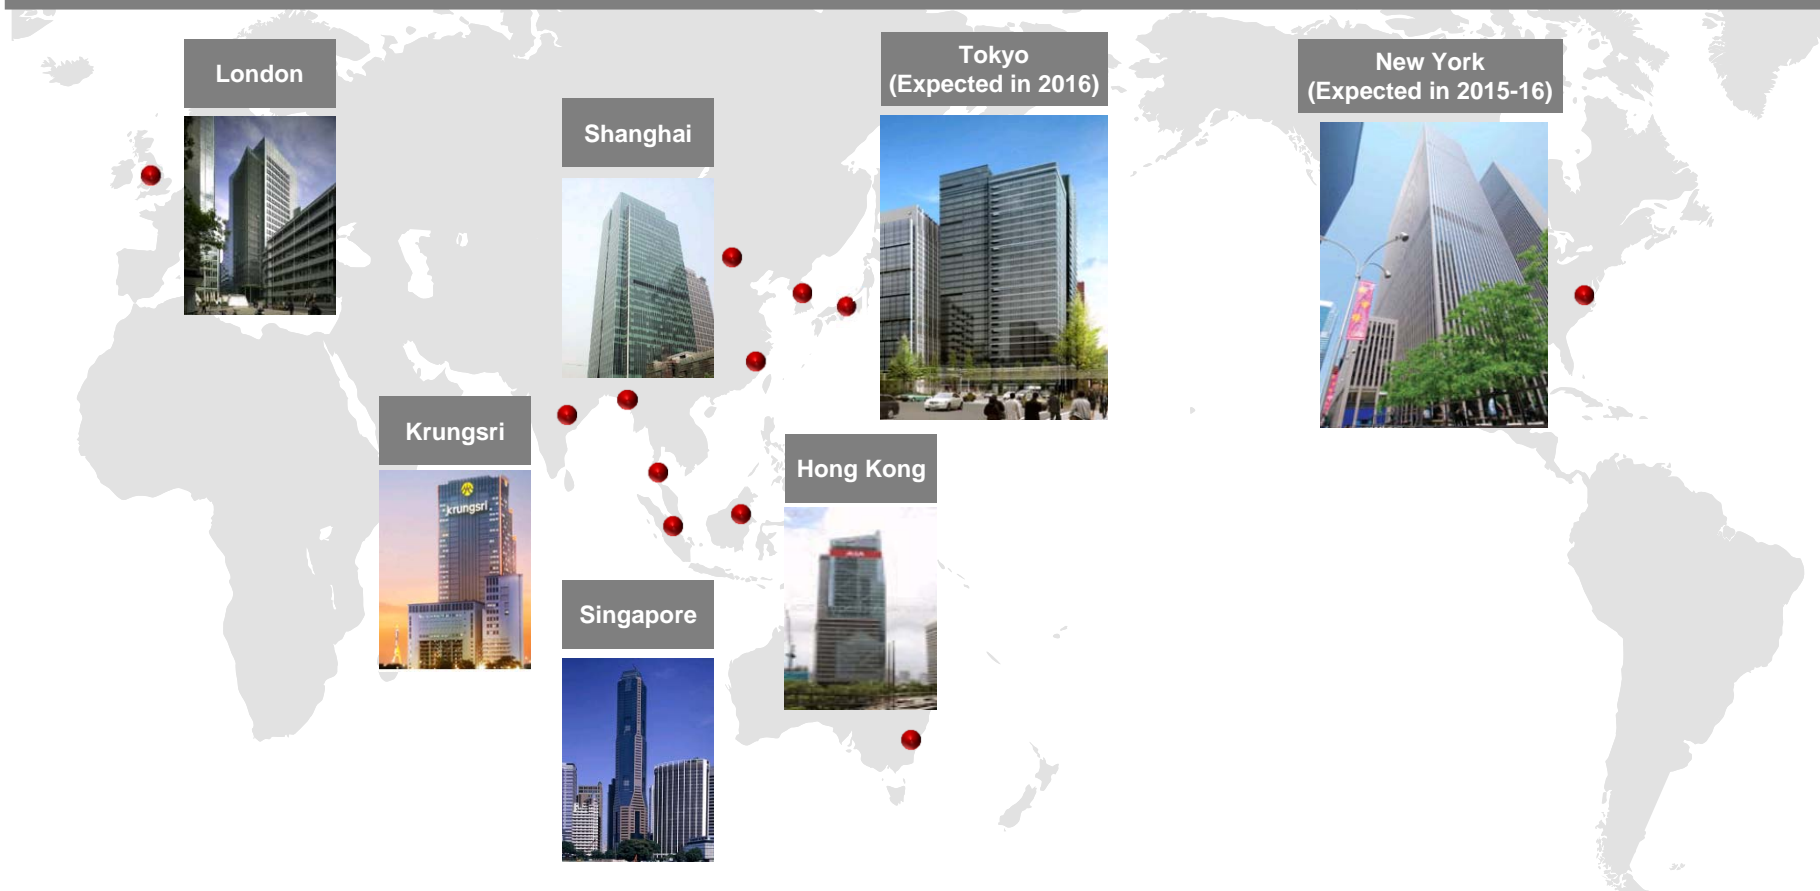 London
Shanghai
Tokyo
(Expected in 2016)
New York
(Expected in 2015-16)
Krungsri
krungsri
Hong Kong
Singapore